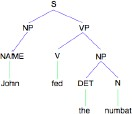 S
NP VP
NAME V NP
John fed DET N
the numbat